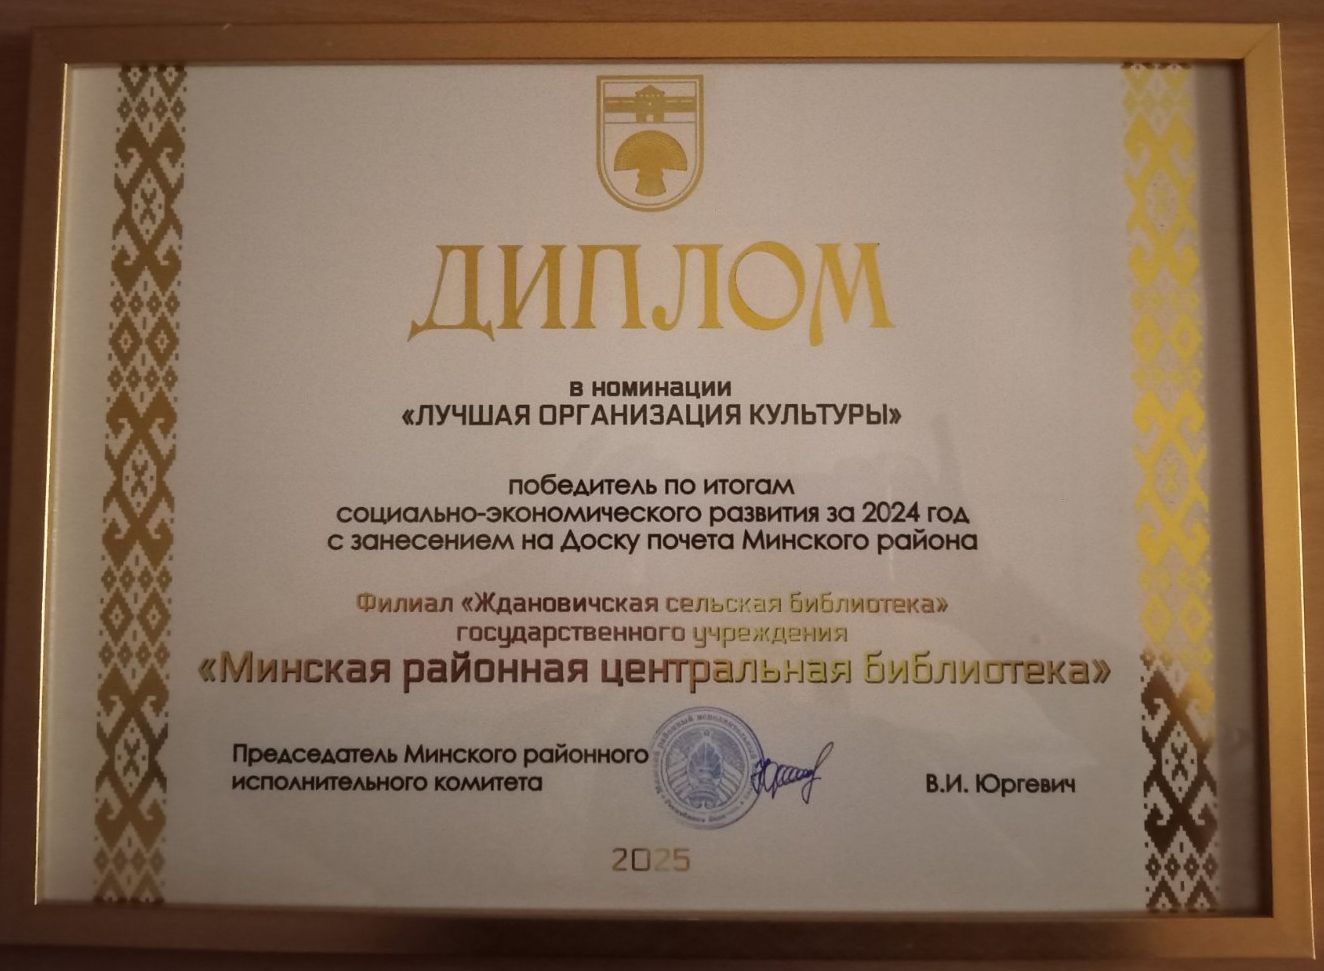 ДИПЛОМ
в номинации
«ЛУЧШАЯ ОРГАНИЗАЦИЯ КУЛЬТУРЫ»
победитель по итогам
социально-экономического развития за 2024 год
с занесением на Доску почета Минского района
Филиал «Ждановичская сельская библиотека»
государственного учреждения
«Минская районная центральная библиотека»
Председатель Минского районного
исполнительного комитета
В.И. Юргевич
2025